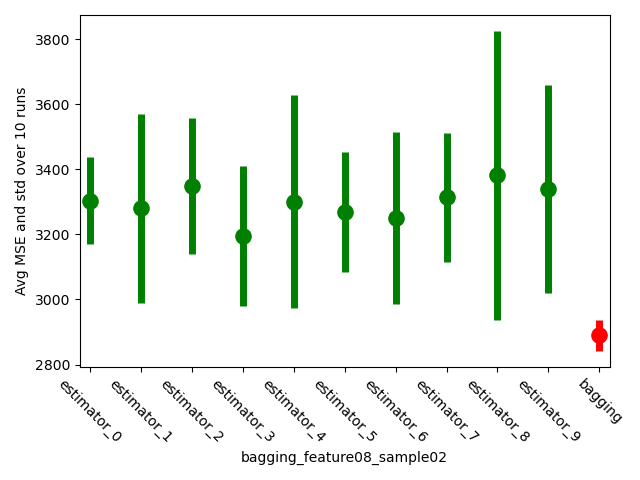 3800
3600
3400
3200
3000
2800
Avg MSE and std over 10 runs
estimator_0
estimator_1
estimator_2
estimator_3
estimator_4
estimator_5
estimator_6
estimator_7
estimator_8
estimator_9
bagging
bagging_feature08_sample02